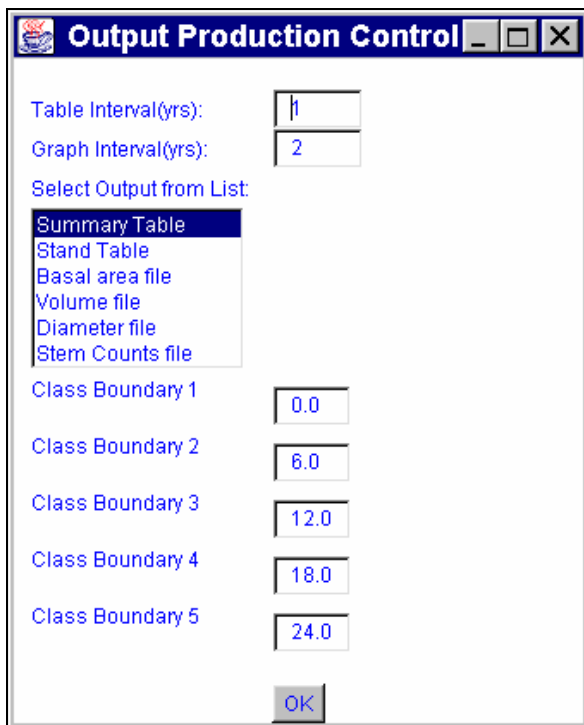 Output Production Control
Table Interval(yrs): 1
Graph Interval(yrs): 2
Select Output from List:
Summary Table
Stand Table
Basal area file
Volume file
Diameter file
Stem Counts file
Class Boundary 1 0.0
Class Boundary 2 6.0
Class Boundary 3 12.0
Class Boundary 4 18.0
Class Boundary 5 24.0
OK